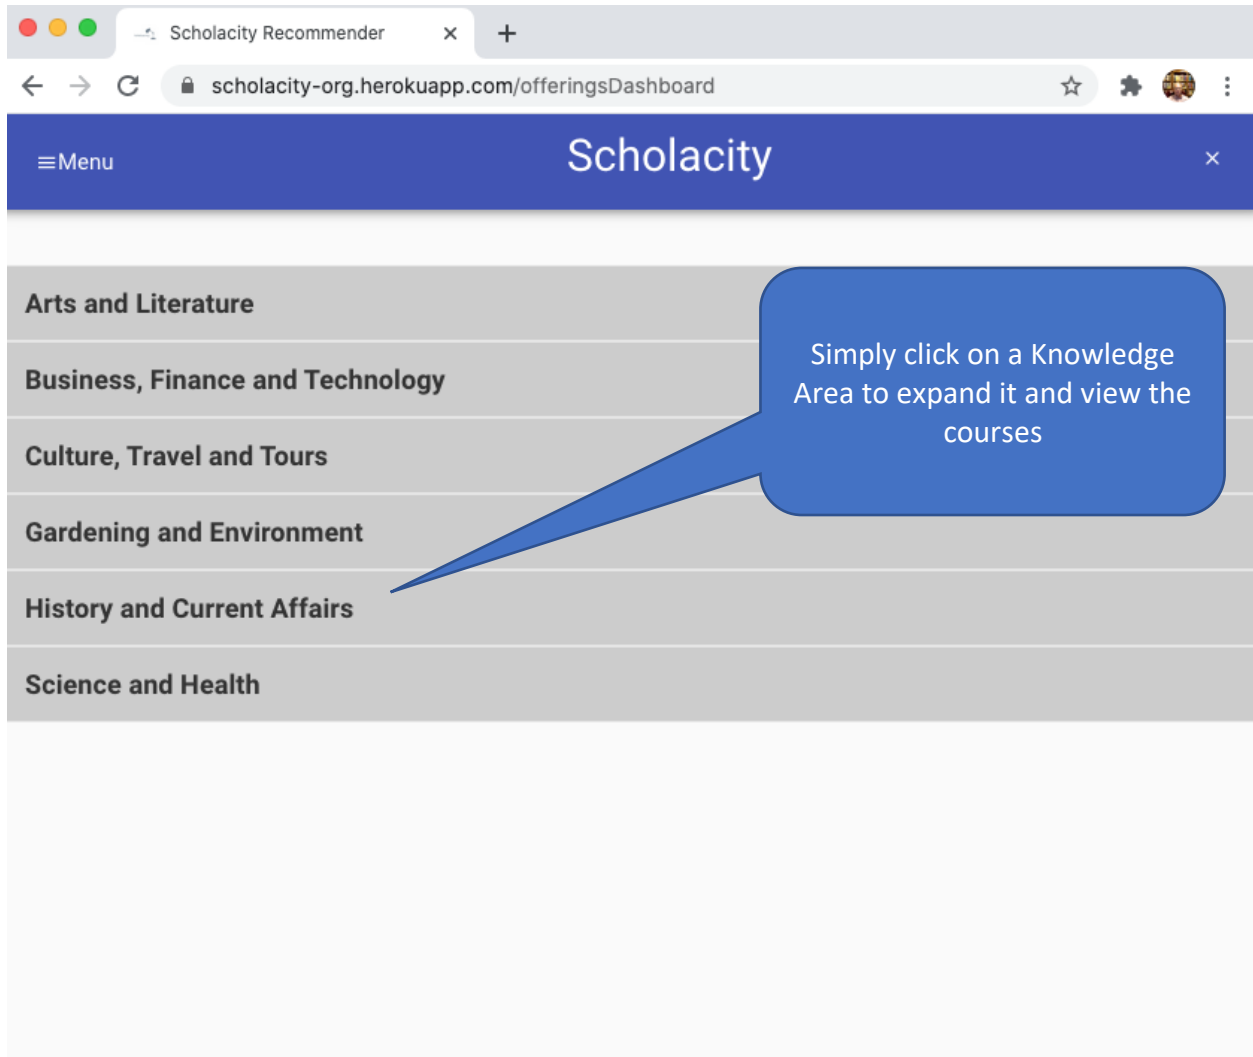 Scholacity Recommender
scholacity-org.herokuapp.com/offeringsDashboard
Menu
Scholacity
Arts and Literature
Business, Finance and Technology
Culture, Travel and Tours
Gardening and Environment
History and Current Affairs
Science and Health
Simply click on a Knowledge
Area to expand it and view the
courses